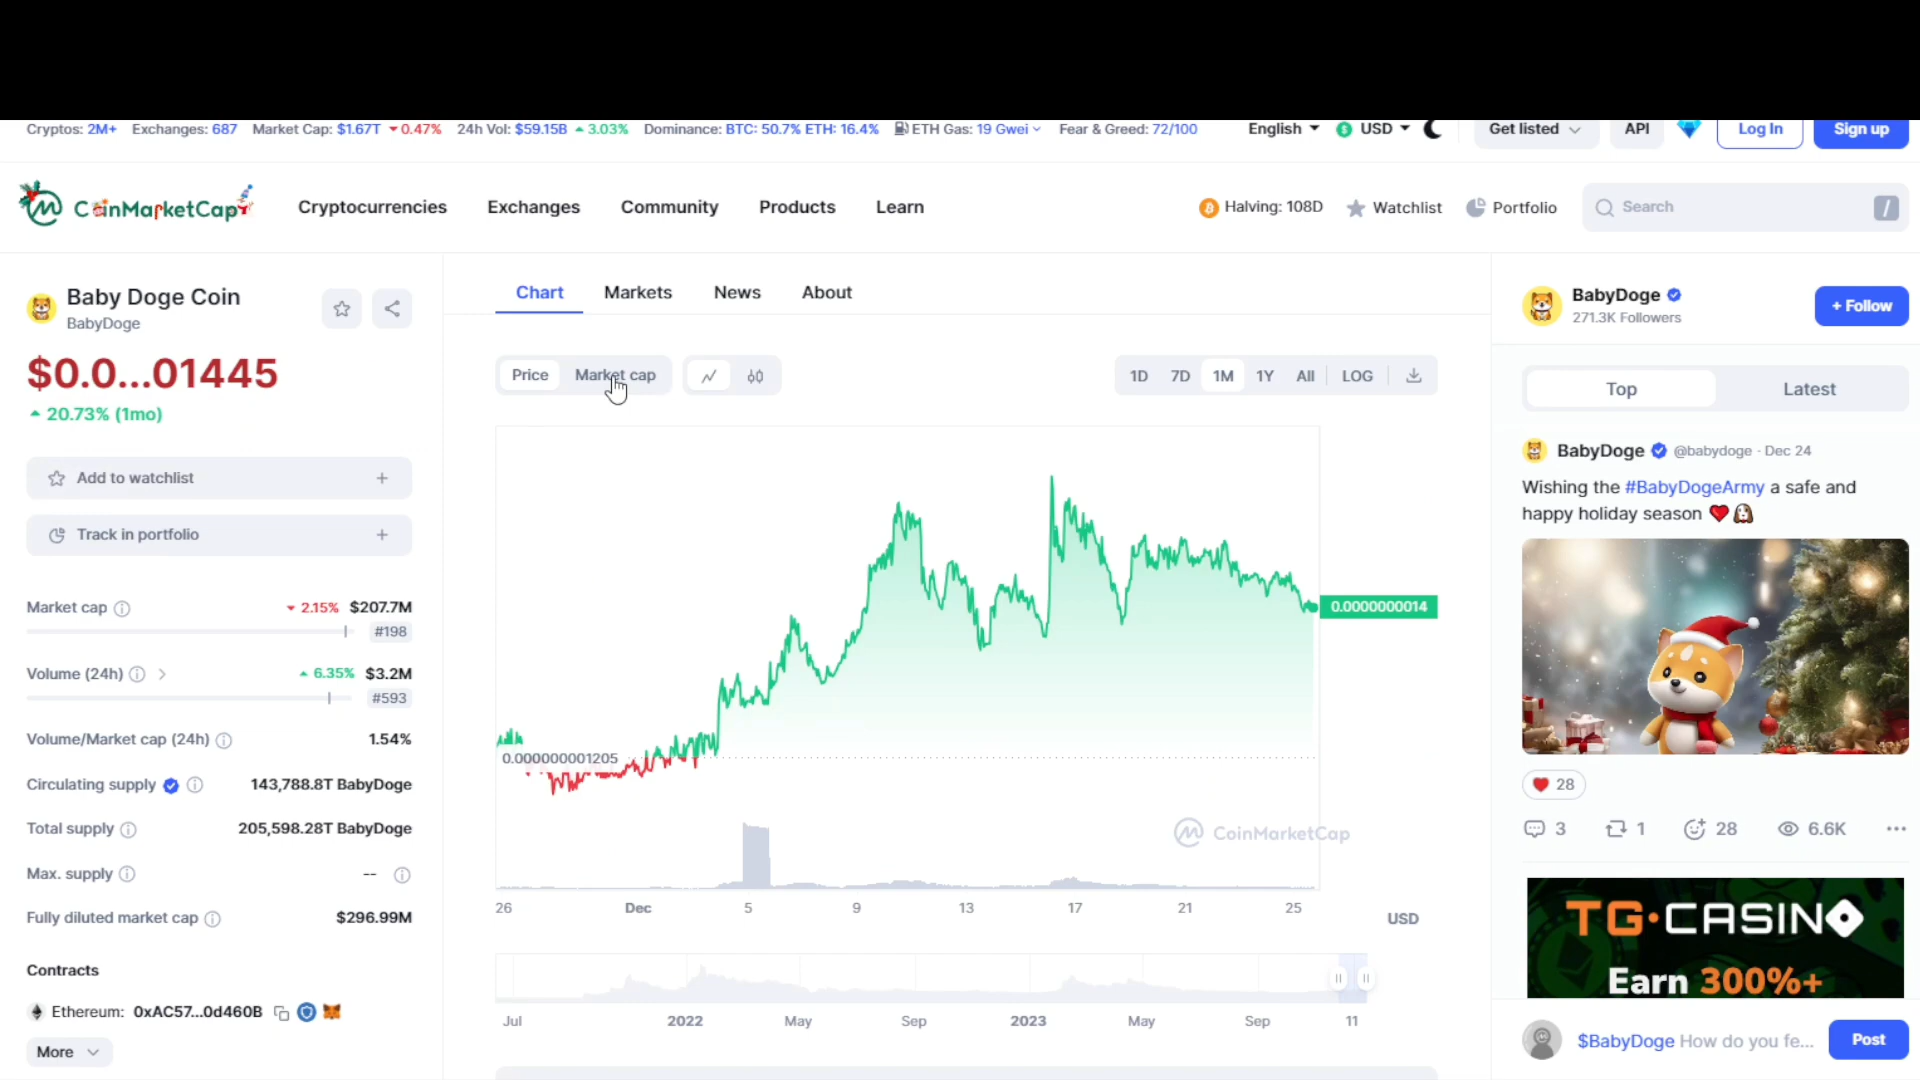 Cryptos: 2M+ Exchanges: 687 Market Cap: $1.67T 0.47% 24h Vol: $59.15B 3.03% Dominance: BTC: 50.7% ETH: 16.4% ETH Gas: 19 Gwei Fear & Greed: 72/100 English USD Get listed API Log In Sign up
CoinMarketCap Cryptocurrencies Exchanges Community Products Learn Halving: 108D Watchlist Portfolio Search /
Baby Doge Coin
BabyDoge
$0.0...01445
20.73% (1mo)
Add to watchlist +
Track in portfolio +
Market cap 2.15% $207.7M
#198
Volume (24h) 6.35% $3.2M
#593
Volume/Market cap (24h) 1.54%
Circulating supply 143,788.8T BabyDoge
Total supply 205,598.28T BabyDoge
Max. supply --
Fully diluted market cap $296.99M
Contracts
Ethereum: 0xAC57...0d460B
More
Chart Markets News About
Price Market cap 1D 7D 1M 1Y All LOG
0.0000000014
0.000000001205
CoinMarketCap
26 Dec 5 9 13 17 21 25
USD
Jul 2022 May Sep 2023 May Sep 11
BabyDoge
271.3K Followers
+ Follow
Top Latest
BabyDoge @babydoge · Dec 24
Wishing the #BabyDogeArmy a safe and
happy holiday season
28
3 1 28 6.6K
TG·CASINO
Earn 300%+
$BabyDoge How do you fe... Post